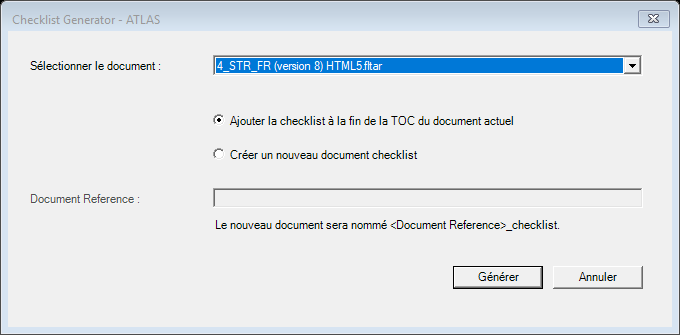 Checklist Generator - ATLAS
Sélectionner le document :
4_STR_FR (version 8) HTML5.fltar
Ajouter la checklist à la fin de la TOC du document actuel
Créer un nouveau document checklist
Document Reference :
Le nouveau document sera nommé <Document Reference>_checklist.
Générer
Annuler